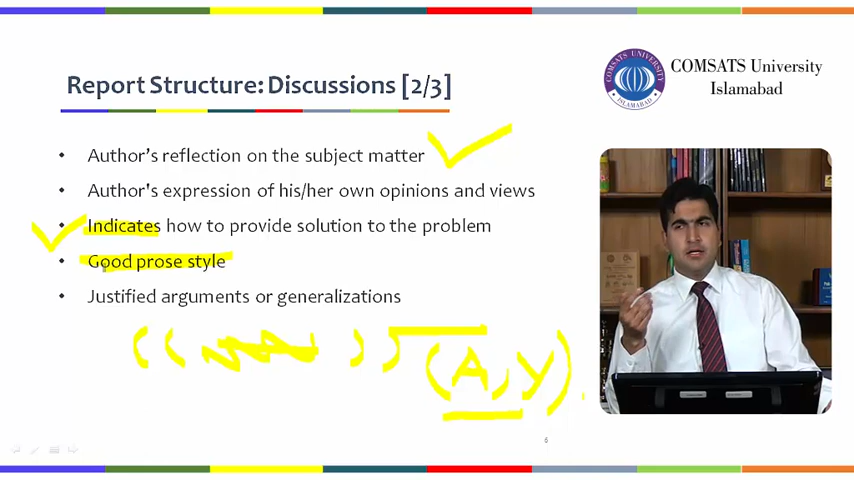 Report Structure: Discussions [2/3]
COMSATS University
Islamabad
COMSATS UNIVERSITY
ISLAMABAD
• Author's reflection on the subject matter
• Author's expression of his/her own opinions and views
• Indicates how to provide solution to the problem
• Good prose style
• Justified arguments or generalizations
(A, Y).
6